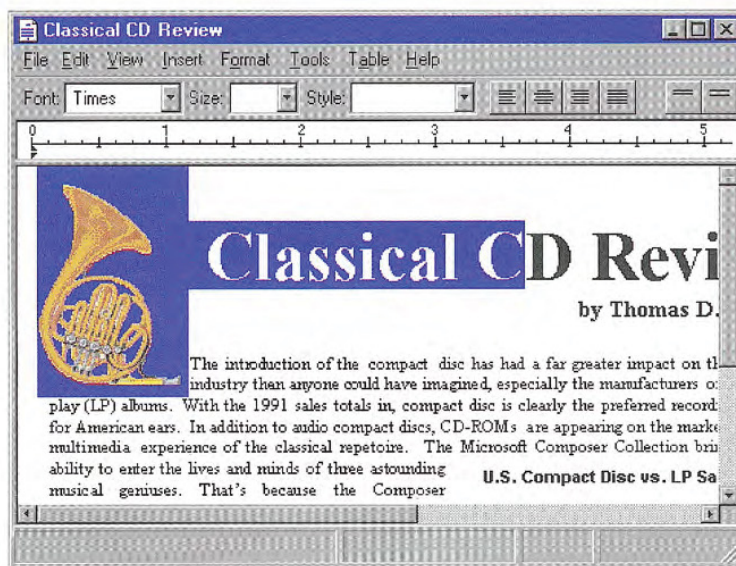 Classical CD Review
File Edit View Insert Format Tools Table Help
Font: Times Size: Style:
0 1 2 3 4 5
Classical CD Revi
by Thomas D.
The introduction of the compact disc has had a far greater impact on th
industry than anyone could have imagined, especially the manufacturers o
play (LP) albums. With the 1991 sales totals in, compact disc is clearly the preferred record
for American ears. In addition to audio compact discs, CD-ROMs are appearing on the marke
multimedia experience of the classical repetoire. The Microsoft Composer Collection brin
ability to enter the lives and minds of three astounding
musical geniuses. That's because the Composer
U.S. Compact Disc vs. LP Sa